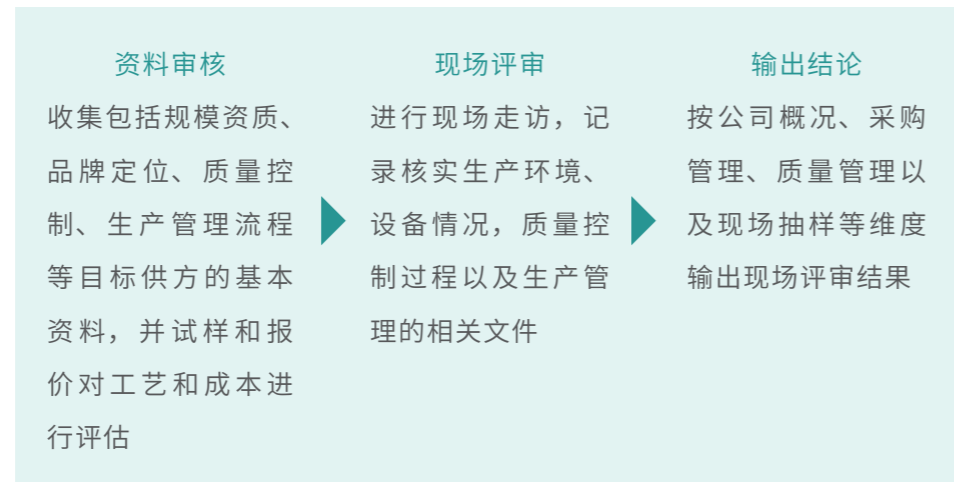 资料审核
收集包括规模资质、
品牌定位、质量控
制、生产管理流程
等目标供方的基本
资料，并试样和报
价对工艺和成本进
行评估
现场评审
进行现场走访，记
录核实生产环境、
设备情况，质量控
制过程以及生产管
理的相关文件
输出结论
按公司概况、采购
管理、质量管理以
及现场抽样等维度
输出现场评审结果